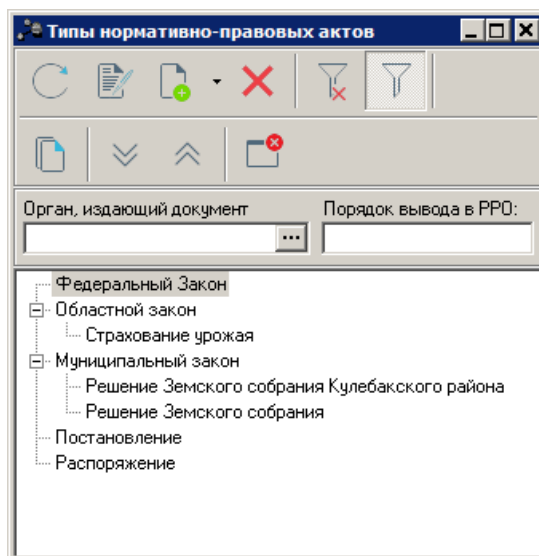 Типы нормативно-правовых актов
Орган, издающий документ Порядок вывода в РРО:
...
Федеральный Закон
Областной закон
Страхование урожая
Муниципальный закон
Решение Земского собрания Кулебакского района
Решение Земского собрания
Постановление
Распоряжение